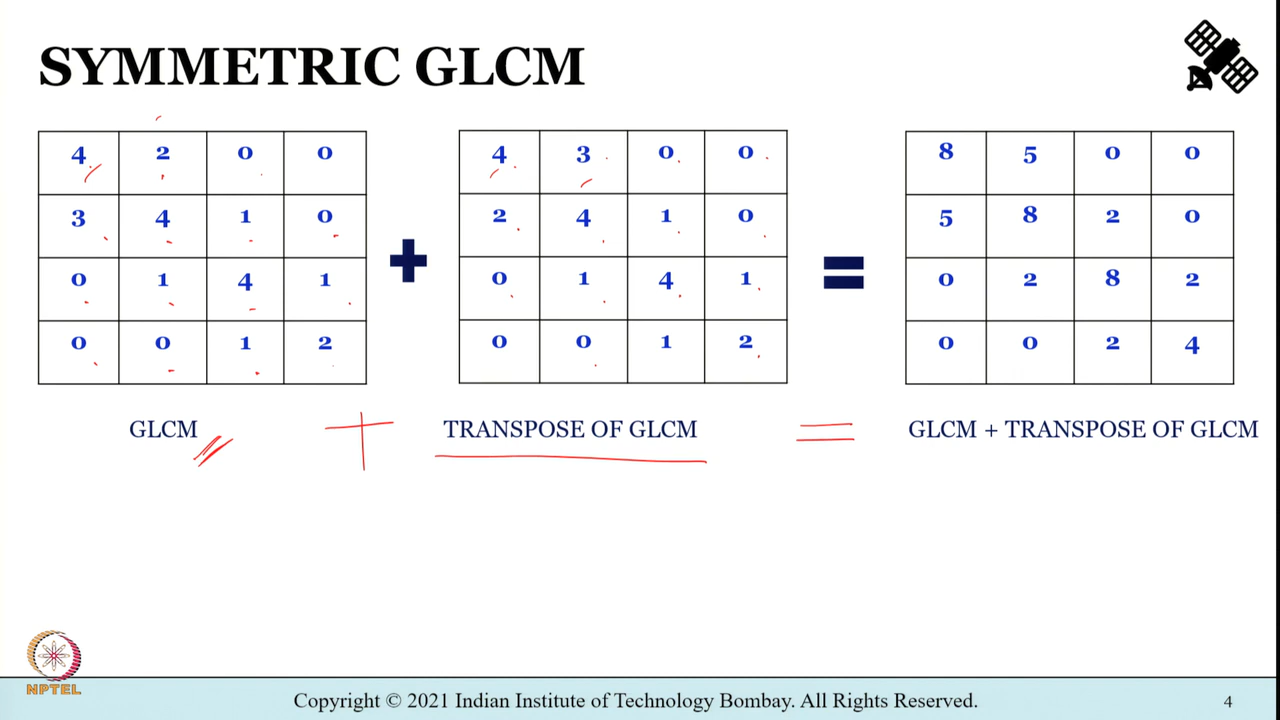 SYMMETRIC GLCM
4 2 0 0 4 3 0 0 8 5 0 0
3 4 1 0 2 4 1 0 5 8 2 0
0 1 4 1 0 1 4 1 0 2 8 2
0 0 1 2 0 0 1 2 0 0 2 4
+ =
GLCM + TRANSPOSE OF GLCM = GLCM + TRANSPOSE OF GLCM
NPTEL
Copyright © 2021 Indian Institute of Technology Bombay. All Rights Reserved. 4